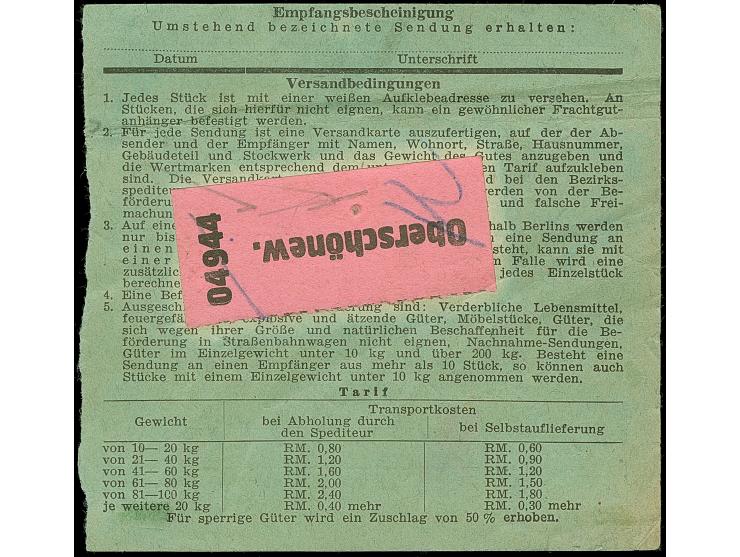 Empfangsbescheinigung
Umstehend bezeichnete Sendung erhalten:
Datum Unterschrift
Versandbedingungen
1. Jedes Stück ist mit einer weißen Aufklebeadresse zu versehen. An
Stücken, die sich hierfür nicht eignen, kann ein gewöhnlicher Frachtgut-
anhänger befestigt werden.
2. Für jede Sendung ist eine Versandkarte auszufertigen, auf der der Ab-
sender und der Empfänger mit Namen, Wohnort, Straße, Hausnummer,
Gebäudeteil und Stockwerk und das Gewicht des Gutes anzugeben und
die Wertmarken entsprechend dem Tarif aufzukleben
sind. Die Versand d bei den Bezirks-
spediter erden von der Be-
förderu und falsche Frei-
machun
3. Auf eine halb Berlins werden
nur bis n eine Sendung an
einen steht, kann sie mit
einer m Falle wird eine
zusätzlic jedes Einzelstück
berechne
4. Eine Bef
5. Ausgeschl rung sind: Verderbliche Lebensmittel,
feuergefä explosive und ätzende Güter, Möbelstücke, Güter, die
sich wegen ihrer Größe und natürlichen Beschaffenheit für die Be-
förderung in Straßenbahnwagen nicht eignen, Nachnahme-Sendungen,
Güter im Einzelgewicht unter 10 kg und über 200 kg. Besteht eine
Sendung an einen Empfänger aus mehr als 10 Stück, so können auch
Stücke mit einem Einzelgewicht unter 10 kg angenommen werden.
04944
Oberschönew.
Tarif
Gewicht Transportkosten
bei Abholung durch den Spediteur bei Selbstauflieferung
von 10—20 kg RM. 0,80 RM. 0,60
von 21—40 kg RM. 1,20 RM. 0,90
von 41—60 kg RM. 1,60 RM. 1,20
von 61—80 kg RM. 2,00 RM. 1,50
von 81—100 kg RM. 2,40 RM. 1,80
je weitere 20 kg RM. 0,40 mehr RM. 0,30 mehr
Für sperrige Güter wird ein Zuschlag von 50 % erhoben.